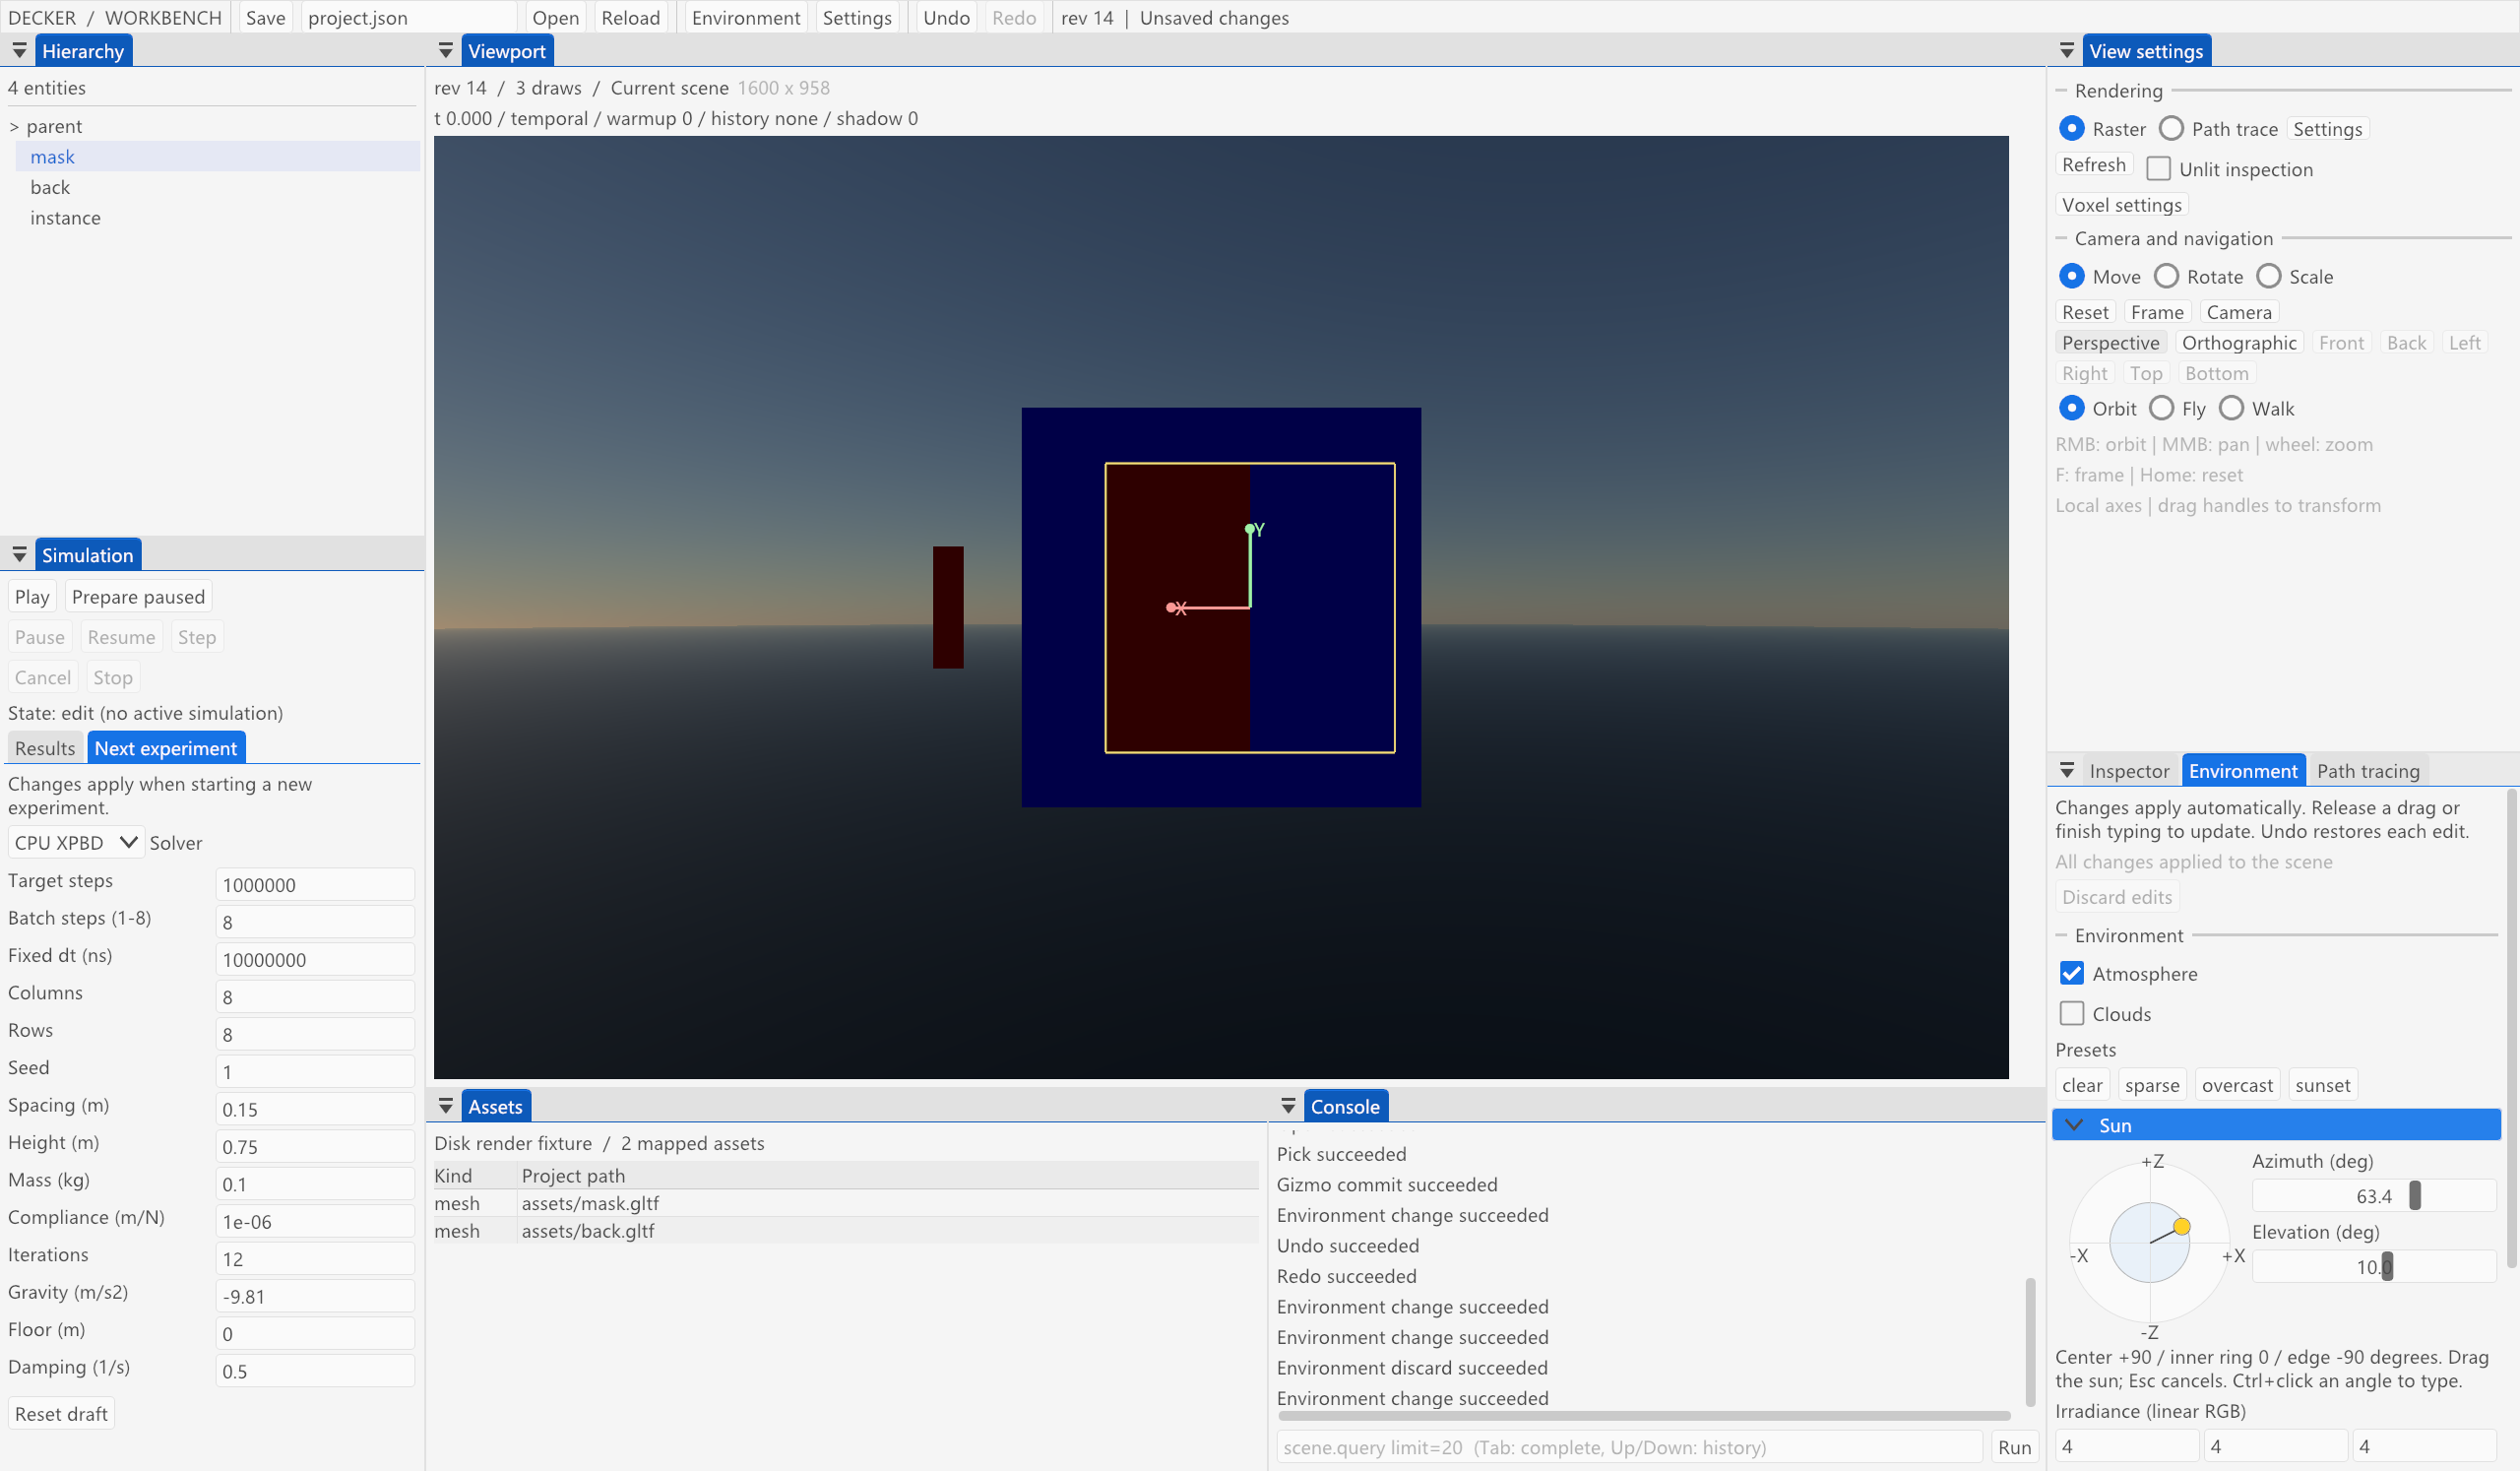 DECKER / WORKBENCH Save project.json Open Reload Environment Settings Undo Redo rev 14 | Unsaved changes
Hierarchy
4 entities
> parent
mask
back
instance
Simulation
Play Prepare paused
Pause Resume Step
Cancel Stop
State: edit (no active simulation)
Results Next experiment
Changes apply when starting a new
experiment.
CPU XPBD Solver
Target steps 1000000
Batch steps (1-8) 8
Fixed dt (ns) 10000000
Columns 8
Rows 8
Seed 1
Spacing (m) 0.15
Height (m) 0.75
Mass (kg) 0.1
Compliance (m/N) 1e-06
Iterations 12
Gravity (m/s2) -9.81
Floor (m) 0
Damping (1/s) 0.5
Reset draft
Viewport
rev 14 / 3 draws / Current scene 1600 x 958
t 0.000 / temporal / warmup 0 / history none / shadow 0
Y
X
Assets
Disk render fixture / 2 mapped assets
Kind Project path
mesh assets/mask.gltf
mesh assets/back.gltf
Console
Pick succeeded
Gizmo commit succeeded
Environment change succeeded
Undo succeeded
Redo succeeded
Environment change succeeded
Environment change succeeded
Environment discard succeeded
Environment change succeeded
scene.query limit=20 (Tab: complete, Up/Down: history) Run
View settings
Rendering
Raster Path trace Settings
Refresh Unlit inspection
Voxel settings
Camera and navigation
Move Rotate Scale
Reset Frame Camera
Perspective Orthographic Front Back Left
Right Top Bottom
Orbit Fly Walk
RMB: orbit | MMB: pan | wheel: zoom
F: frame | Home: reset
Local axes | drag handles to transform
Inspector Environment Path tracing
Changes apply automatically. Release a drag or
finish typing to update. Undo restores each edit.
All changes applied to the scene
Discard edits
Environment
Atmosphere
Clouds
Presets
clear sparse overcast sunset
Sun
+Z
-X
+X
-Z
Azimuth (deg)
63.4
Elevation (deg)
10.0
Center +90 / inner ring 0 / edge -90 degrees. Drag
the sun; Esc cancels. Ctrl+click an angle to type.
Irradiance (linear RGB)
4 4 4